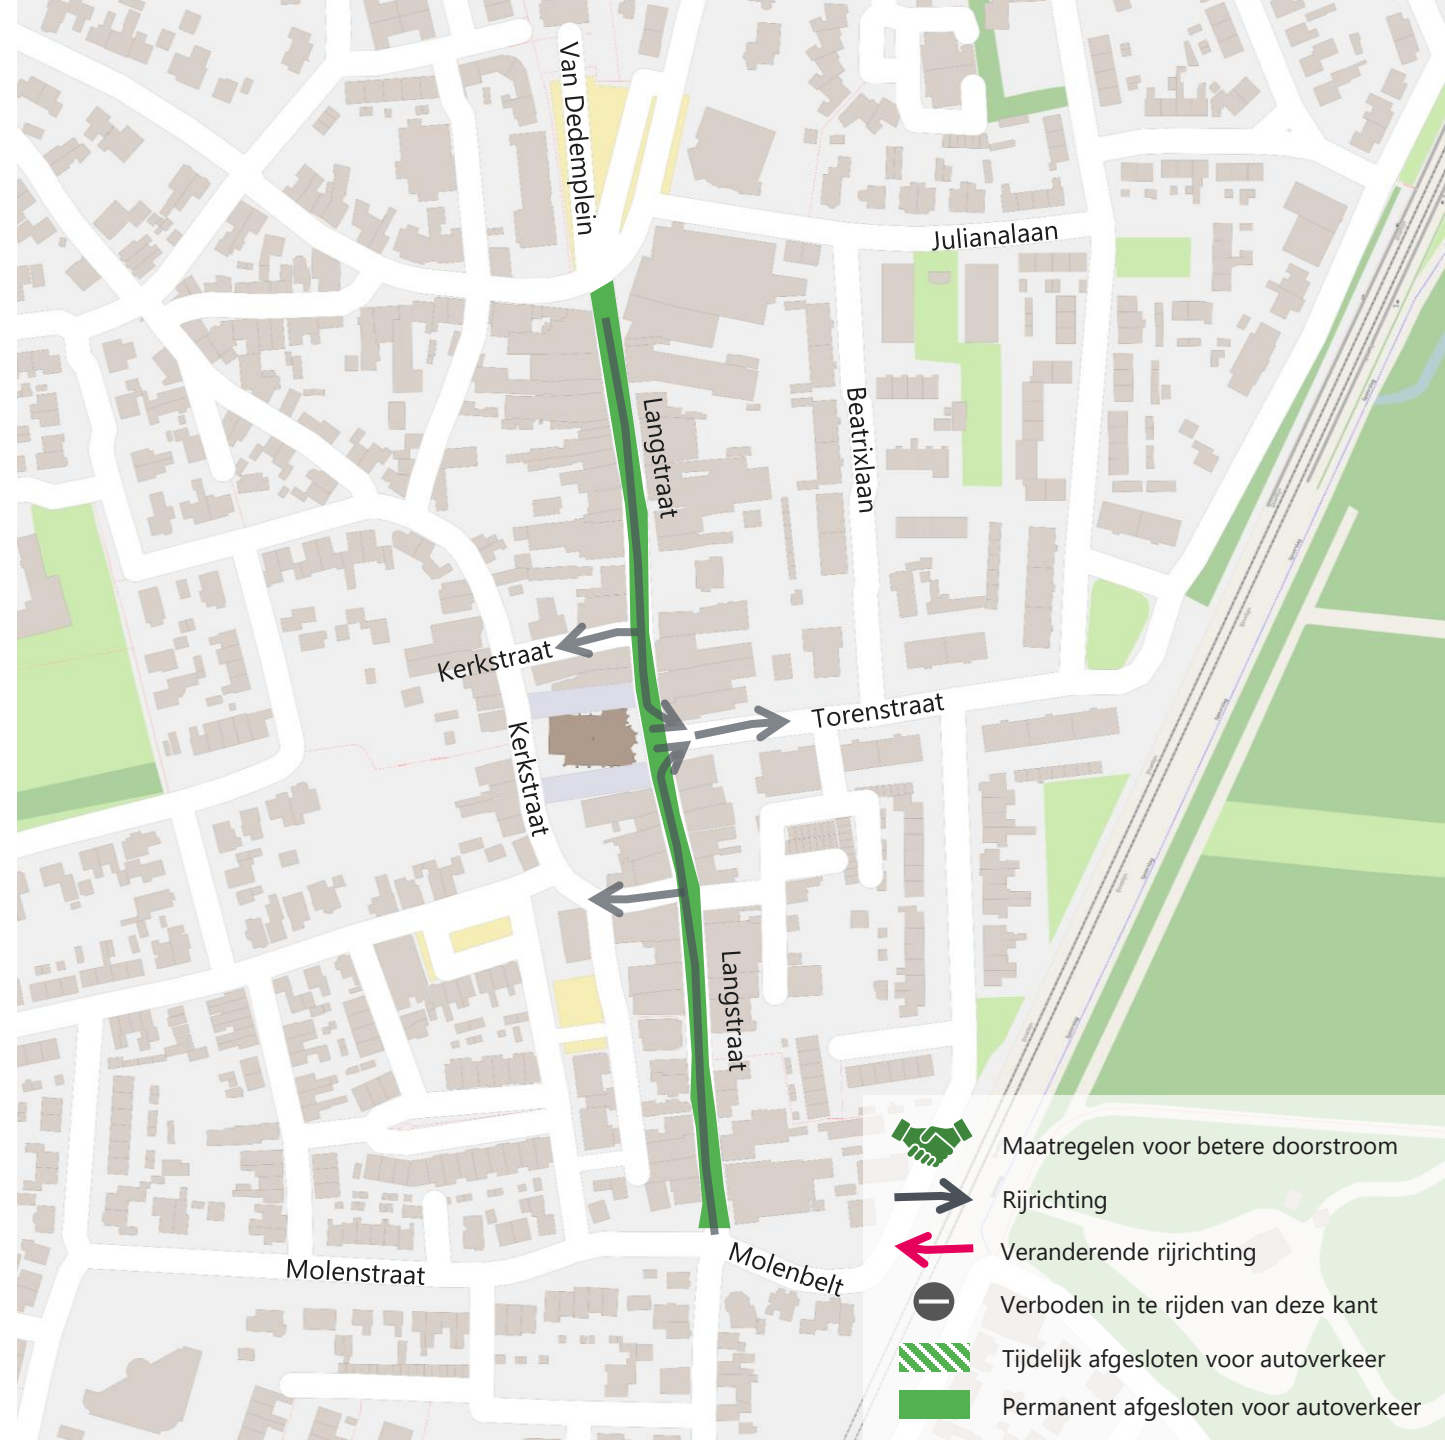 Van Dedemplein
Julianalaan
Langstraat
Beatrixlaan
Kerkstraat
Torenstraat
Kerkstraat
Langstraat
Molenstraat
Molenbelt
Maatregelen voor betere doorstroom
Rijrichting
Veranderende rijrichting
Verboden in te rijden van deze kant
Tijdelijk afgesloten voor autoverkeer
Permanent afgesloten voor autoverkeer